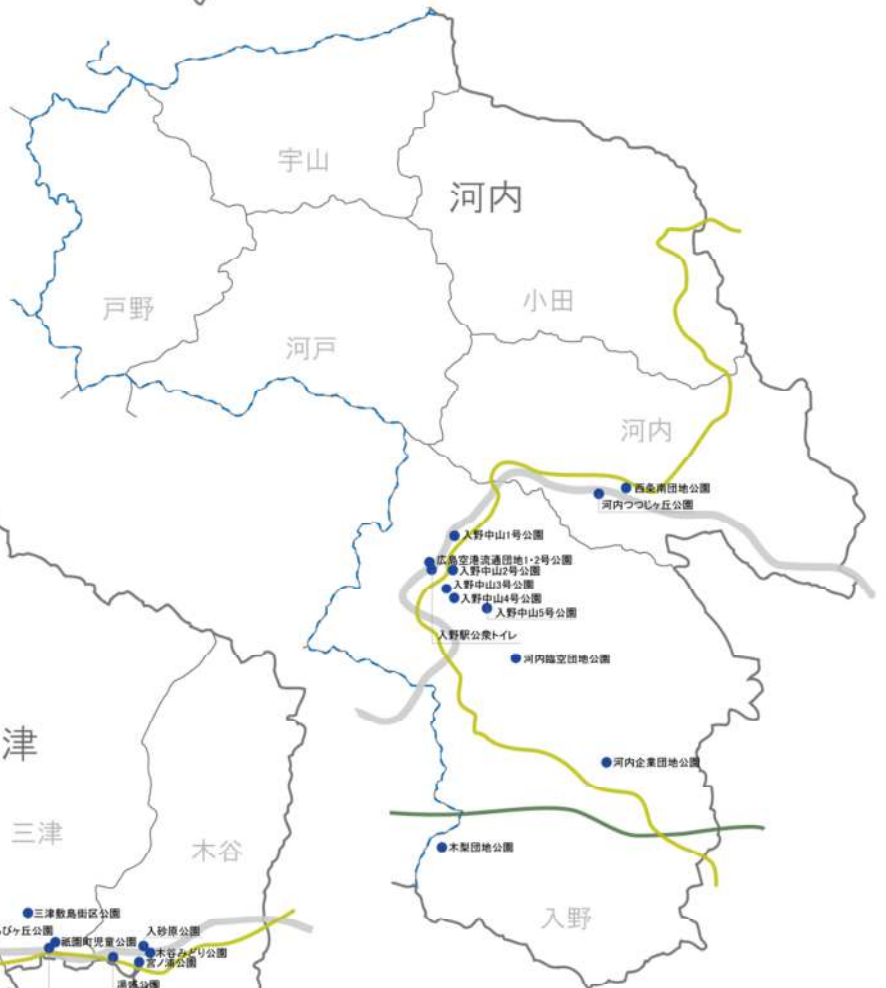 宇山
河内
戸野
小田
河戸
河内
西条南団地公園
河内つつじヶ丘公園
入野中山1号公園
広島空港流通団地1・2号公園
入野中山2号公園
入野中山3号公園
入野中山4号公園
入野中山5号公園
入野駅公衆トイレ
河内臨空団地公園
津
河内企業団地公園
三津
木谷
木梨団地公園
入野
三津敷島街区公園
びヶ丘公園
祇園町児童公園
入砂原公園
木谷みどり公園
宮ノ浦公園